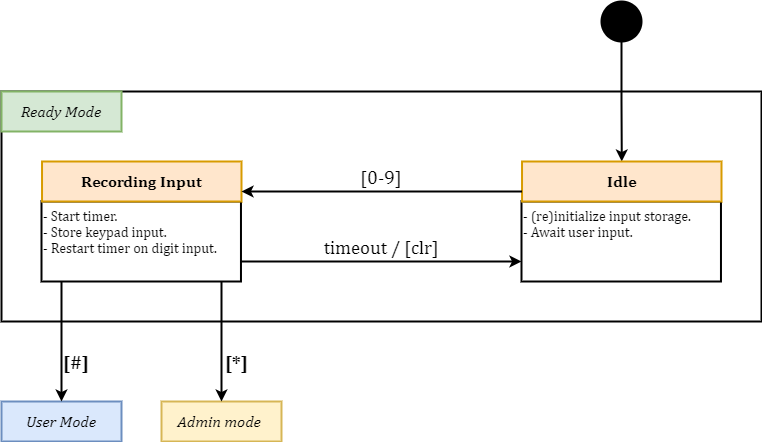 Ready Mode
Recording Input
- Start timer.
- Store keypad input.
- Restart timer on digit input.
[0-9]
timeout / [clr]
Idle
- (re)initialize input storage.
- Await user input.
[#]
[*]
User Mode
Admin mode